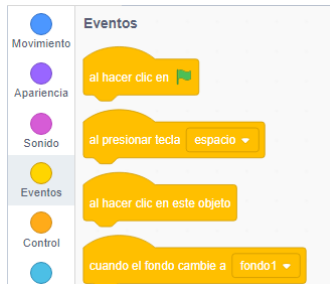 Eventos
Movimiento
al hacer clic en
Apariencia
al presionar tecla espacio
Sonido
Eventos
al hacer clic en este objeto
Control
cuando el fondo cambie a fondo1